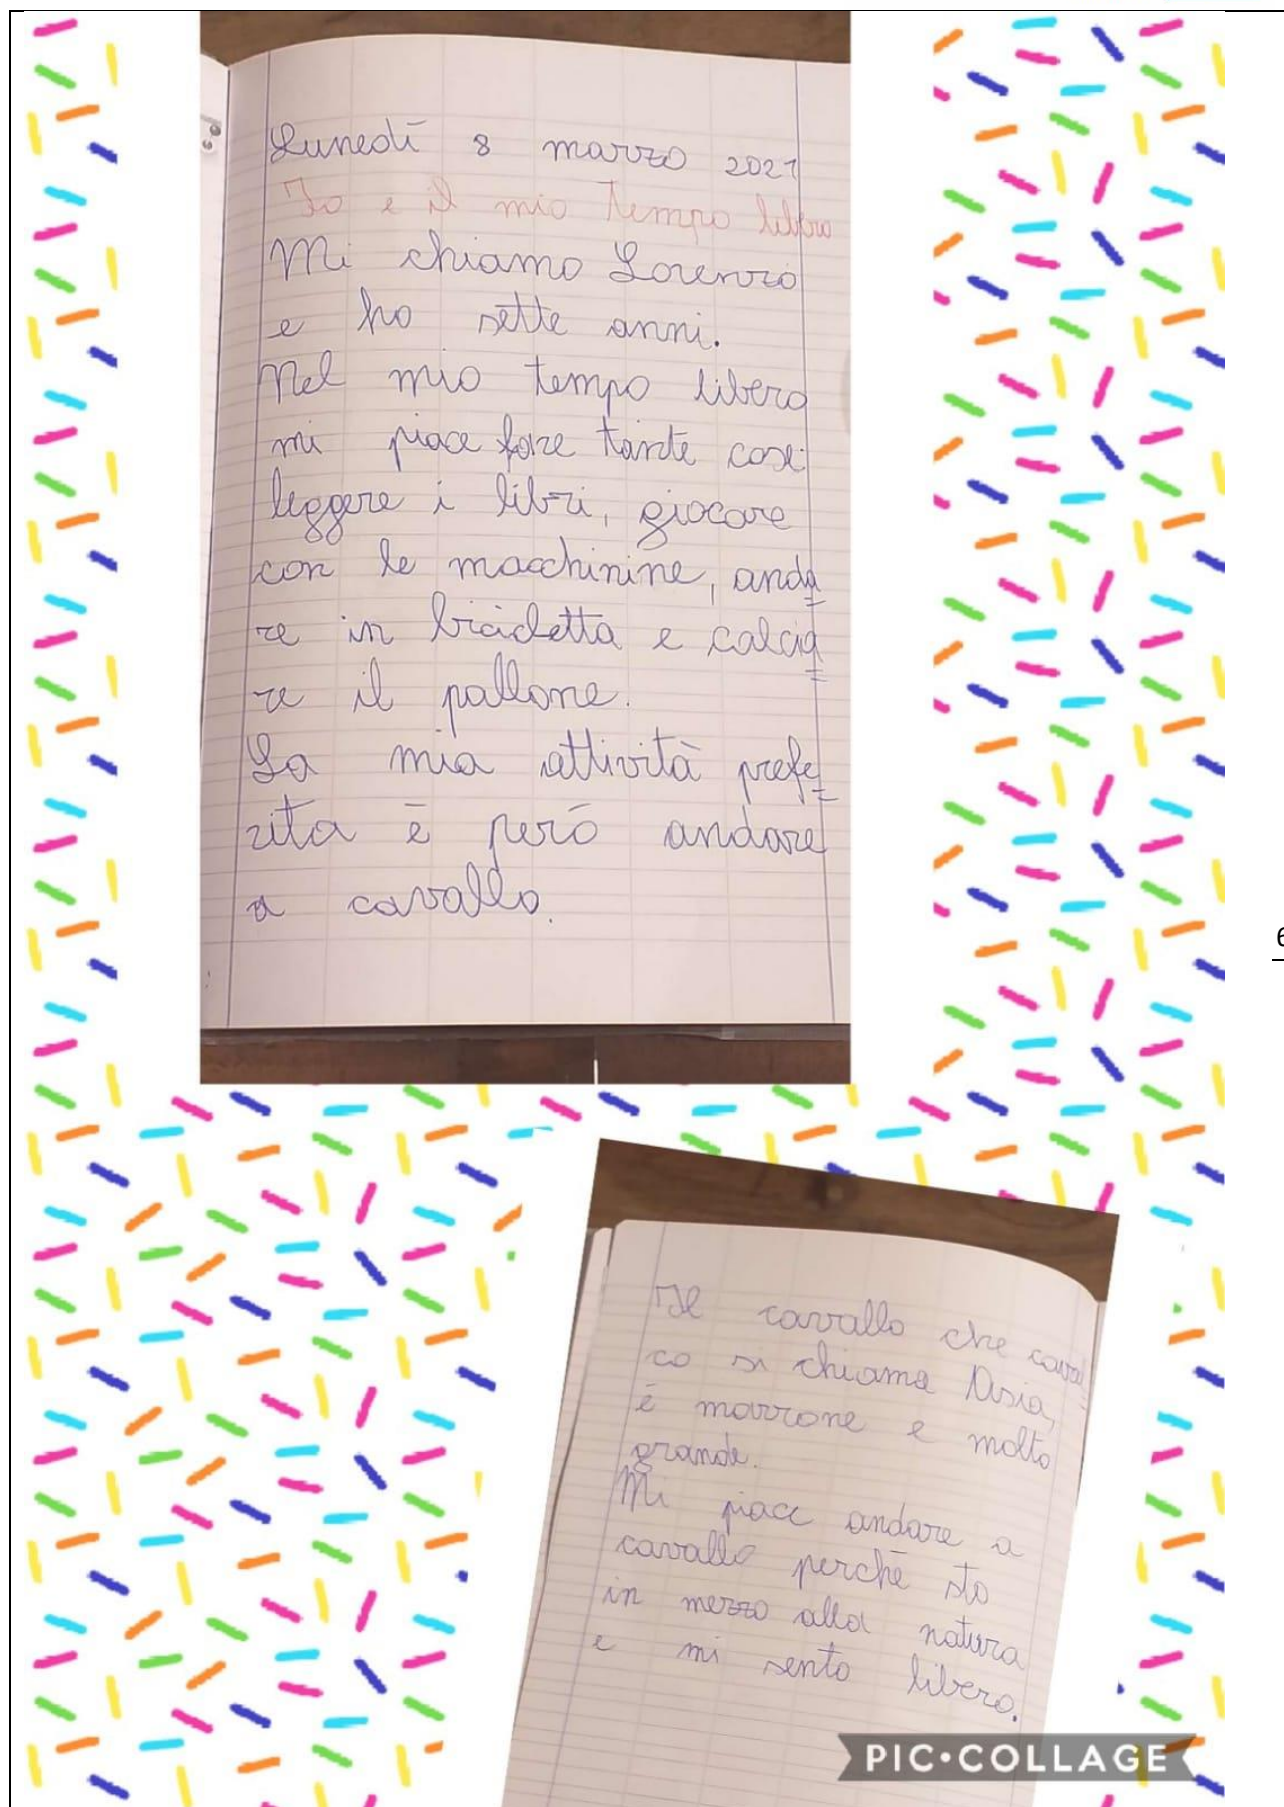 Lunedì 8 marzo 2021
Io e il mio tempo libero
Mi chiamo Lorenzo
e ho sette anni.
Nel mio tempo libero
mi piace fare tante cose:
leggere i libri, giocare
con le macchinine, anda=
re in bicicletta e calcia=
re il pallone.
La mia attività prefe=
rita è però andare
a cavallo.
6
Il cavallo che caval=
co si chiama Asia,
è marrone e molto
grande.
Mi piace andare a
cavallo perchè sto
in mezzo alla natura
e mi sento libero.
PIC•COLLAGE